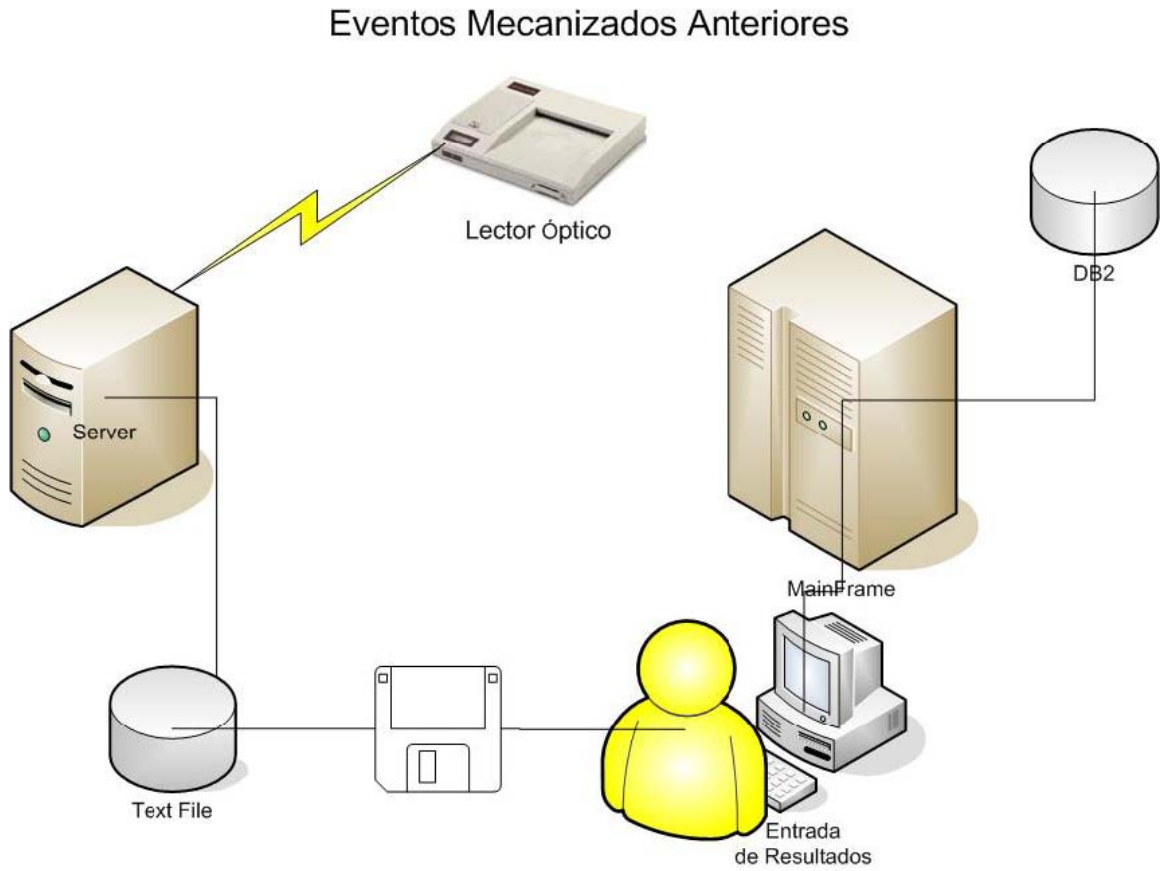 Eventos Mecanizados Anteriores
Lector Óptico
DB2
Server
MainFrame
Text File
Entrada
de Resultados